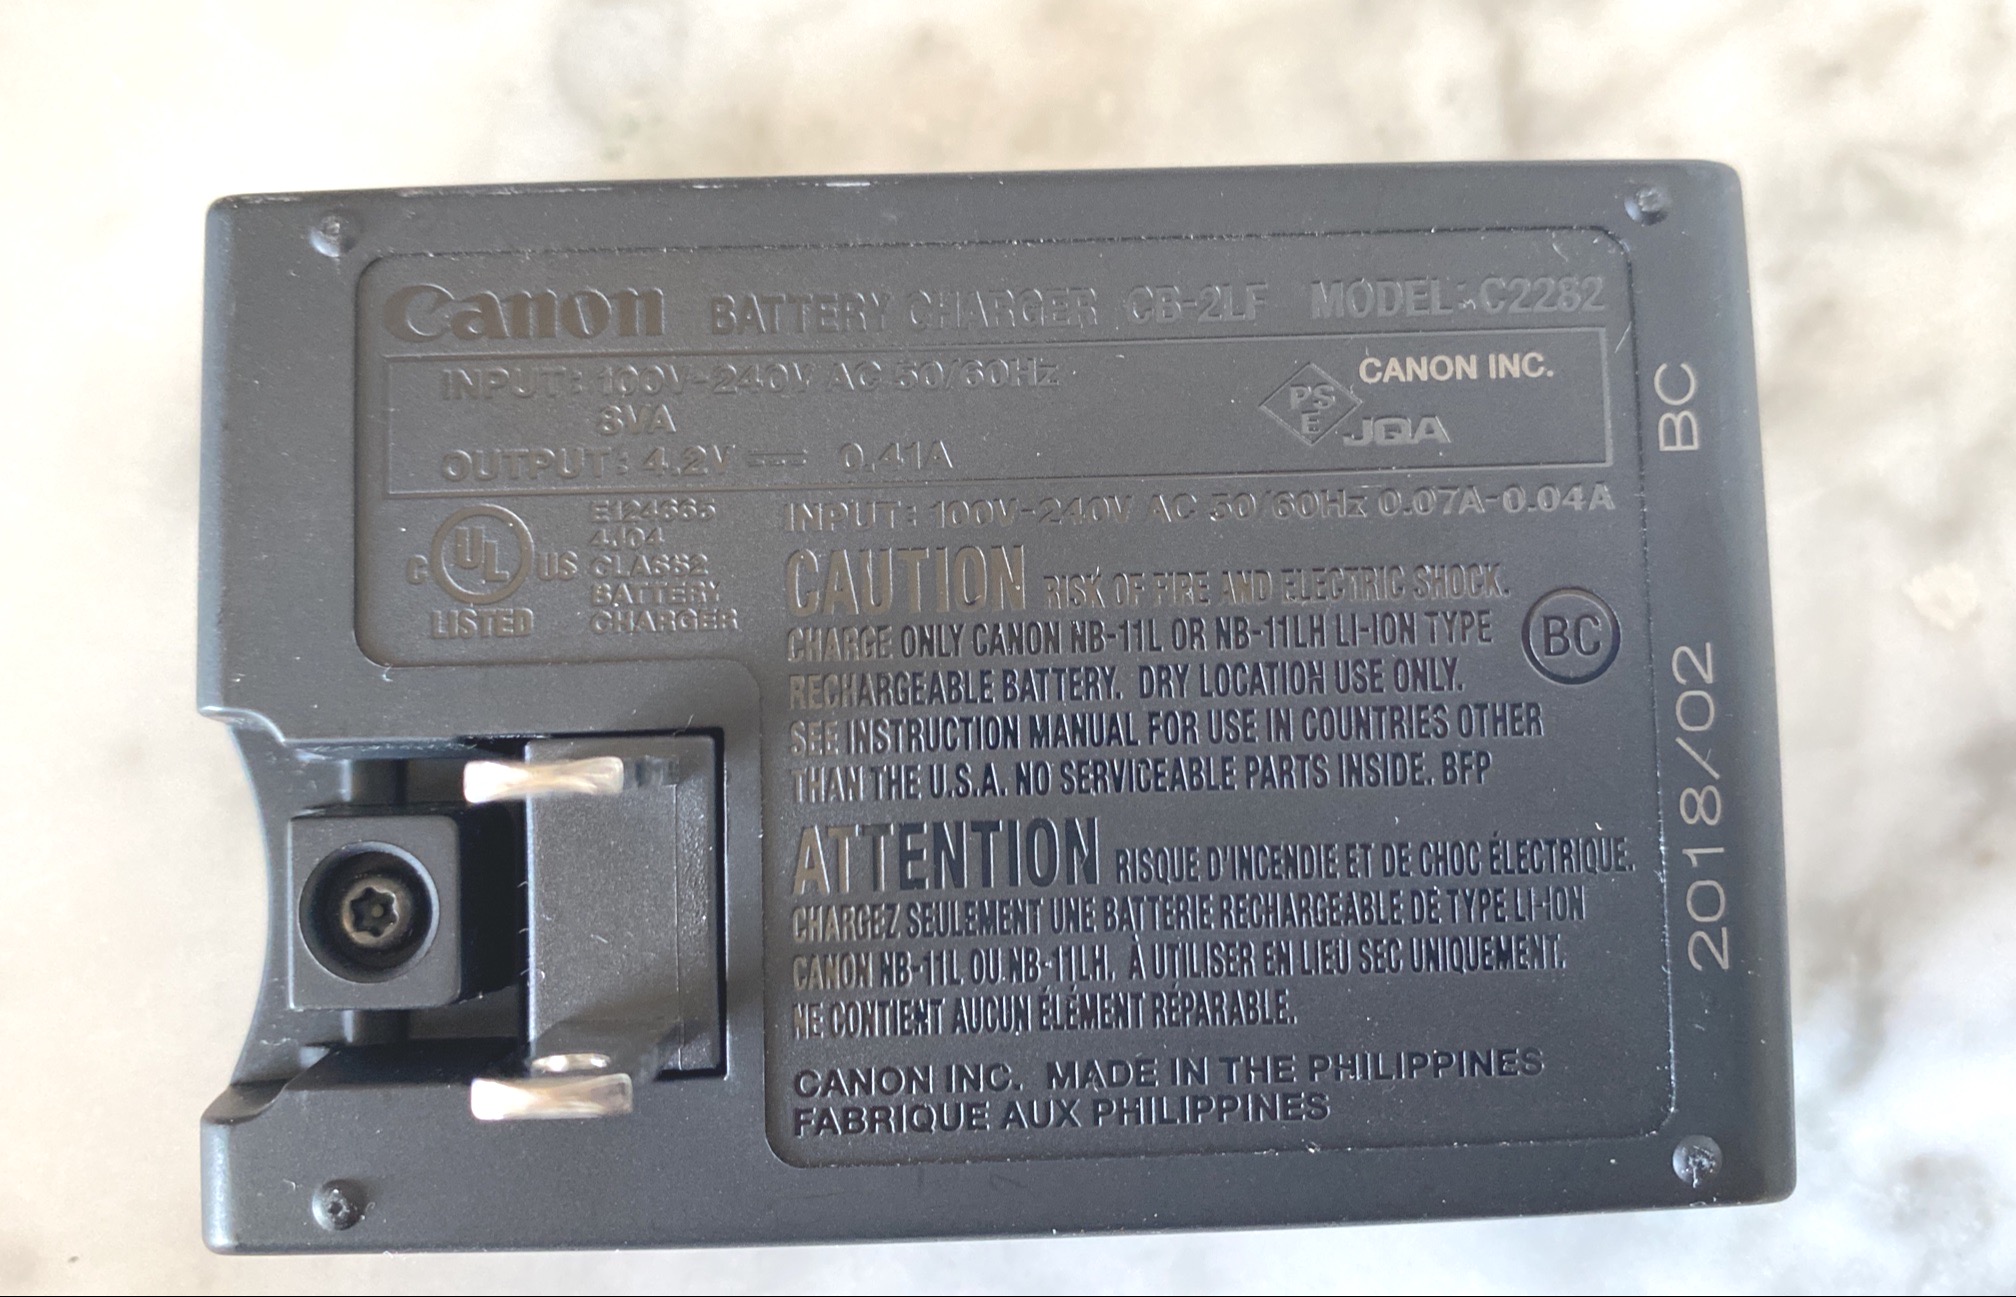 Canon BATTERY CHARGER CB-2LF MODEL: C2282
INPUT: 100V-240V AC 50/60Hz
8VA
OUTPUT: 4.2V ⎓ 0.41A
PS
E
CANON INC.
JQA
C UL US
LISTED
E124665
4J04
CLASS2
BATTERY
CHARGER
INPUT: 100V-240V AC 50/60Hz 0.07A-0.04A
CAUTION RISK OF FIRE AND ELECTRIC SHOCK.
CHARGE ONLY CANON NB-11L OR NB-11LH LI-ION TYPE
RECHARGEABLE BATTERY. DRY LOCATION USE ONLY.
SEE INSTRUCTION MANUAL FOR USE IN COUNTRIES OTHER
THAN THE U.S.A. NO SERVICEABLE PARTS INSIDE. BFP
BC
ATTENTION RISQUE D'INCENDIE ET DE CHOC ÉLECTRIQUE.
CHARGEZ SEULEMENT UNE BATTERIE RECHARGEABLE DE TYPE LI-ION
CANON NB-11L OU NB-11LH. À UTILISER EN LIEU SEC UNIQUEMENT.
NE CONTIENT AUCUN ÉLÉMENT RÉPARABLE.
CANON INC. MADE IN THE PHILIPPINES
FABRIQUE AUX PHILIPPINES
2018/02 BC